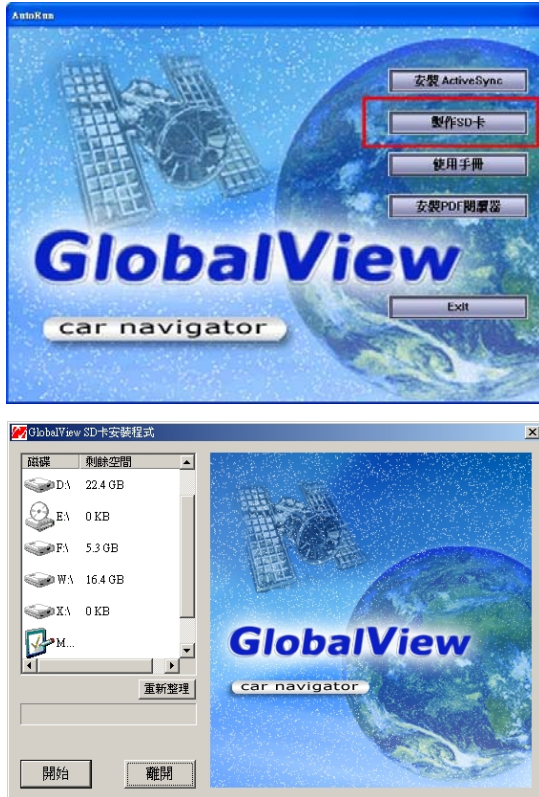 AutoRun
安裝 ActiveSync
製作SD卡
使用手冊
安裝PDF閱讀器
GlobalView
car navigator
Exit
GlobalView SD卡安裝程式
磁碟 剩餘空間
D:\ 22.4 GB
E:\ 0 KB
F:\ 5.3 GB
W:\ 16.4 GB
X:\ 0 KB
M...
重新整理
開始 離開
GlobalView
car navigator